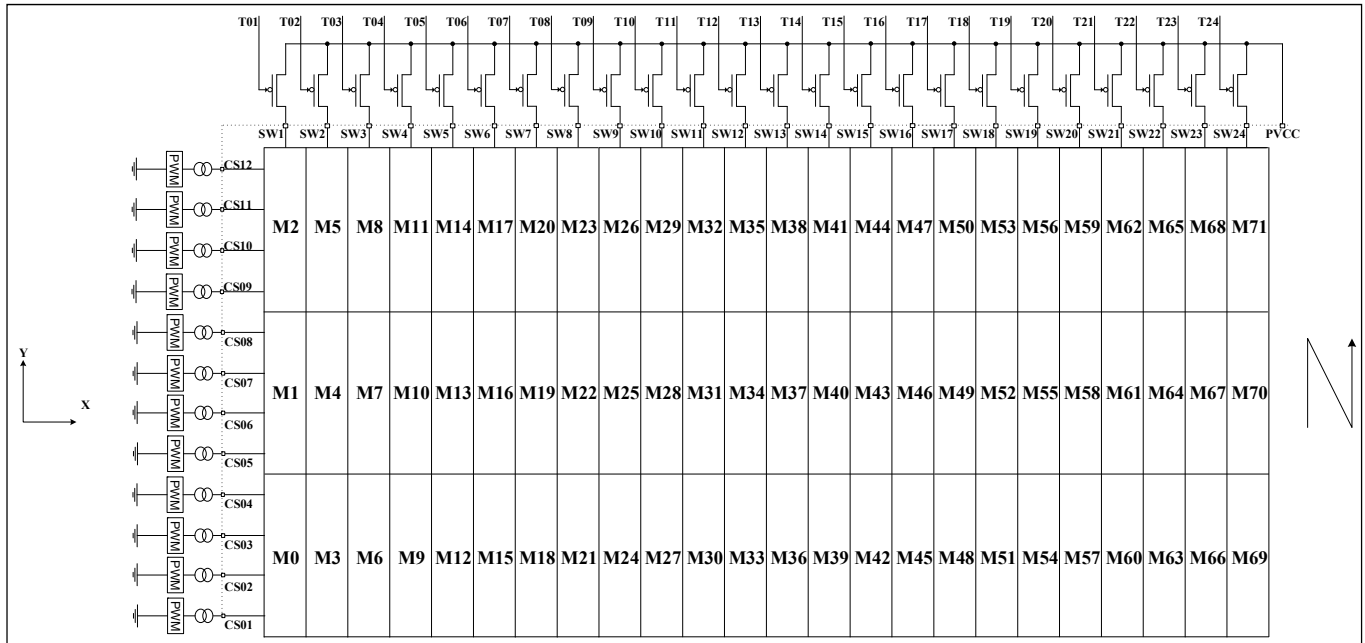 T01 T02 T03 T04 T05 T06 T07 T08 T09 T10 T11 T12 T13 T14 T15 T16 T17 T18 T19 T20 T21 T22 T23 T24
SW1 SW2 SW3 SW4 SW5 SW6 SW7 SW8 SW9 SW10 SW11 SW12 SW13 SW14 SW15 SW16 SW17 SW18 SW19 SW20 SW21 SW22 SW23 SW24 PVCC
PWM CS12
PWM CS11
M2 M5 M8 M11 M14 M17 M20 M23 M26 M29 M32 M35 M38 M41 M44 M47 M50 M53 M56 M59 M62 M65 M68 M71
PWM CS10
PWM CS09
PWM CS08
Y
PWM CS07
M1 M4 M7 M10 M13 M16 M19 M22 M25 M28 M31 M34 M37 M40 M43 M46 M49 M52 M55 M58 M61 M64 M67 M70
X
PWM CS06
PWM CS05
PWM CS04
PWM CS03
M0 M3 M6 M9 M12 M15 M18 M21 M24 M27 M30 M33 M36 M39 M42 M45 M48 M51 M54 M57 M60 M63 M66 M69
PWM CS02
PWM CS01